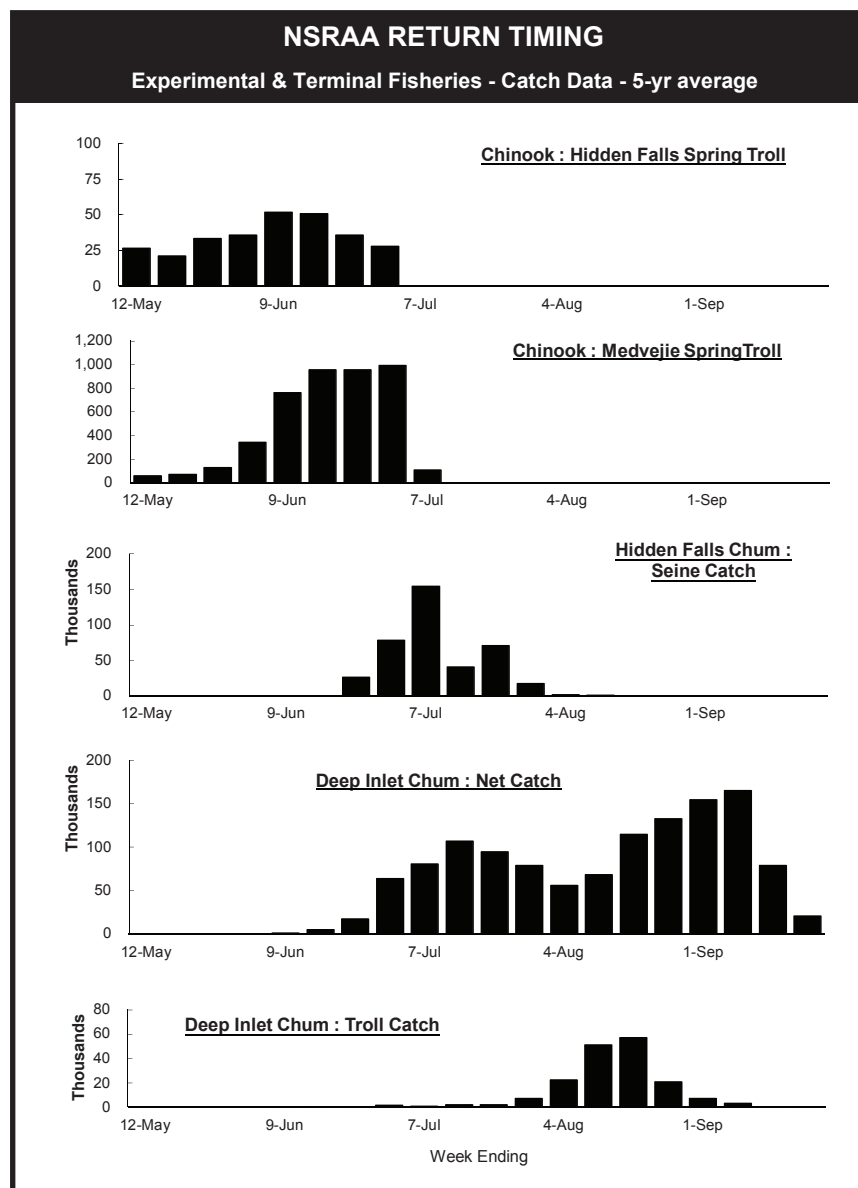 NSRAA RETURN TIMING
Experimental & Terminal Fisheries - Catch Data - 5-yr average
Chinook : Hidden Falls Spring Troll
100
75
50
25
0
12-May 9-Jun 7-Jul 4-Aug 1-Sep
Chinook : Medvejie SpringTroll
1,200
1,000
800
600
400
200
0
12-May 9-Jun 7-Jul 4-Aug 1-Sep
Hidden Falls Chum :
Seine Catch
Thousands
200
150
100
50
0
12-May 9-Jun 7-Jul 4-Aug 1-Sep
Deep Inlet Chum : Net Catch
Thousands
200
150
100
50
0
12-May 9-Jun 7-Jul 4-Aug 1-Sep
Deep Inlet Chum : Troll Catch
Thousands
80
60
40
20
0
12-May 9-Jun 7-Jul 4-Aug 1-Sep
Week Ending